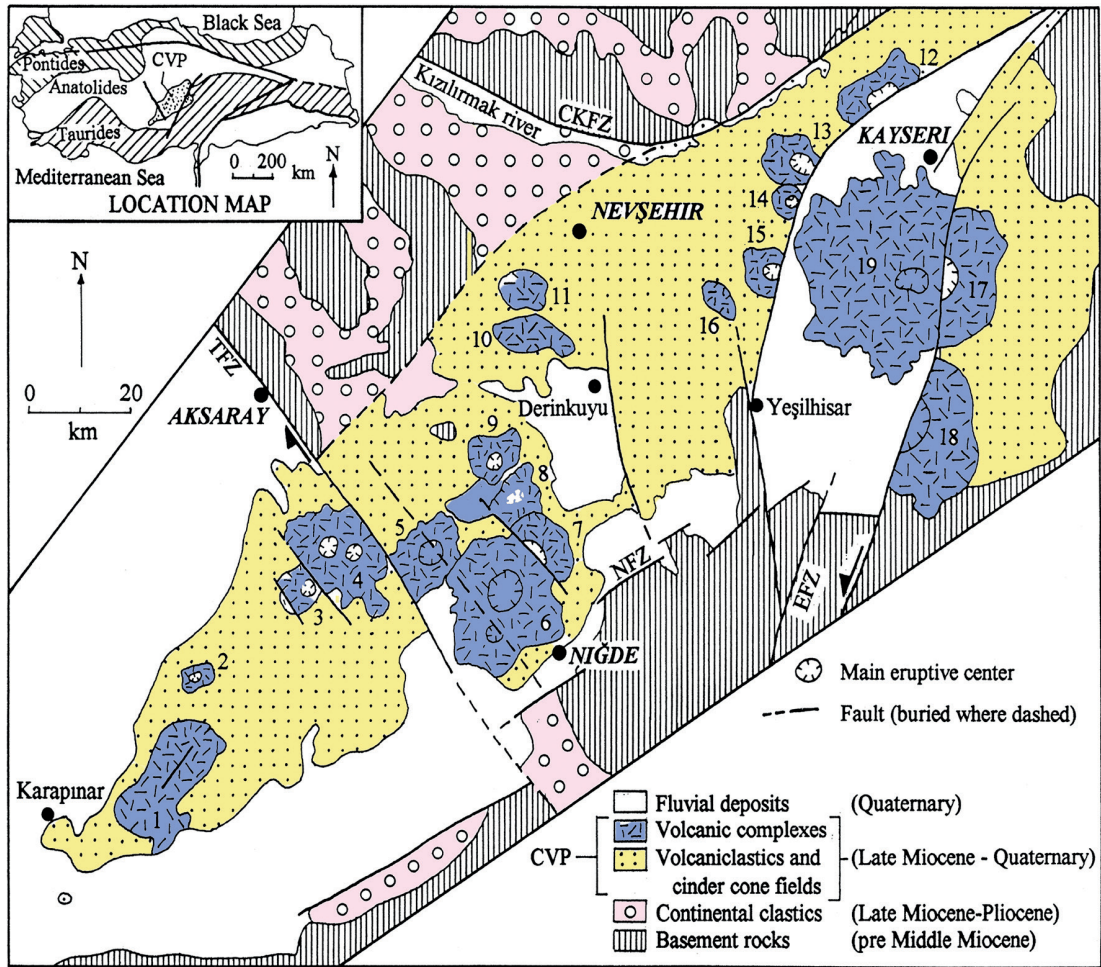 Black Sea
Pontides
CVP
Anatolides
Taurides
0 200
km
N
Mediterranean Sea
LOCATION MAP
Kızılırmak river
CKFZ
12
13
KAYSERI
14
NEVŞEHIR
15
N
19
17
11
16
10
TFZ
0 20
km
AKSARAY
Derinkuyu
Yeşilhisar
9
18
8
5
7
4
NFZ
EFZ
3
6
NIĞDE
2
Main eruptive center
Fault (buried where dashed)
Karapınar
1
Fluvial deposits (Quaternary)
Volcanic complexes
CVP
Volcaniclastics and (Late Miocene - Quaternary)
cinder cone fields
Continental clastics (Late Miocene-Pliocene)
Basement rocks (pre Middle Miocene)